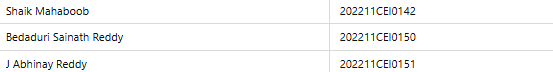 Shaik Mahaboob 202211CEI0142
Bedaduri Sainath Reddy 202211CEI0150
J Abhinay Reddy 202211CEI0151